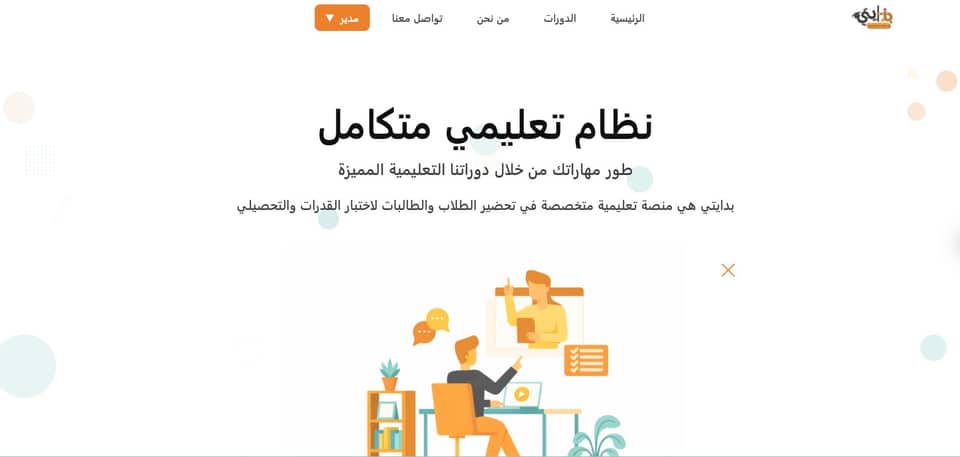 بدايتي
الرئيسية
الدورات
من نحن
تواصل معنا
مدير ▼
نظام تعليمي متكامل
طور مهاراتك من خلال دوراتنا التعليمية المميزة
بدايتي هي منصة تعليمية متخصصة في تحضير الطلاب والطالبات لاختبار القدرات والتحصيلي